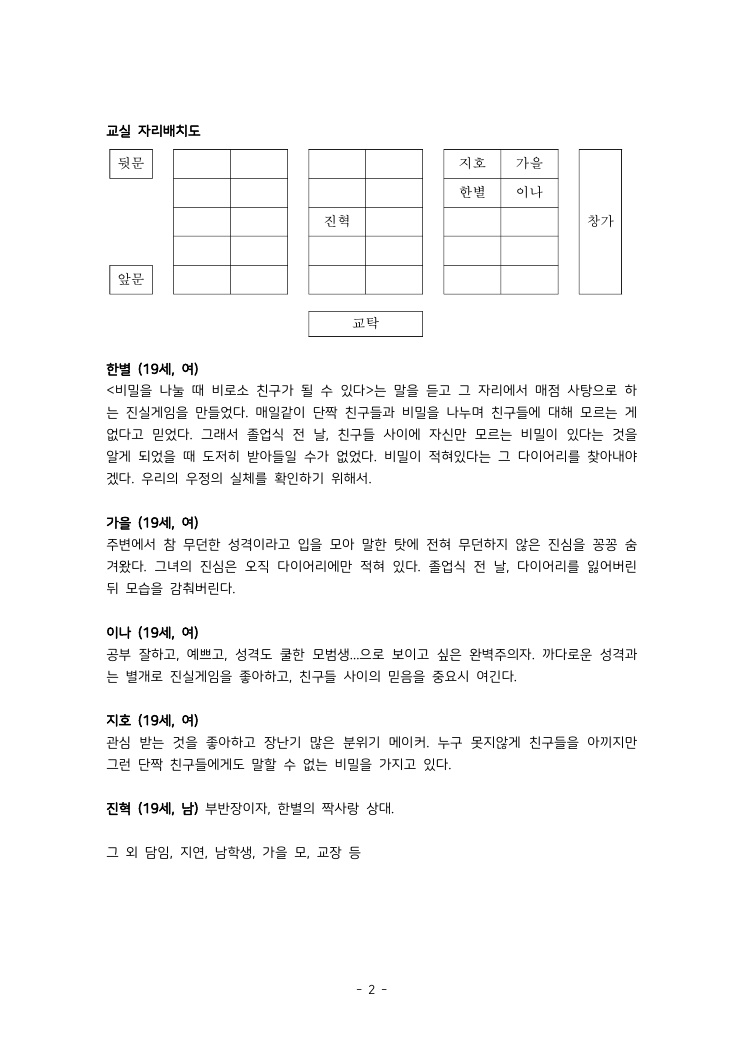 교실 자리배치도
뒷문 지호 가을
한별 이나
진혁 창가
앞문
교탁
한별 (19세, 여)
<비밀을 나눌 때 비로소 친구가 될 수 있다>는 말을 듣고 그 자리에서 매점 사탕으로 하
는 진실게임을 만들었다. 매일같이 단짝 친구들과 비밀을 나누며 친구들에 대해 모르는 게
없다고 믿었다. 그래서 졸업식 전 날, 친구들 사이에 자신만 모르는 비밀이 있다는 것을
알게 되었을 때 도저히 받아들일 수가 없었다. 비밀이 적혀있다는 그 다이어리를 찾아내야
겠다. 우리의 우정의 실체를 확인하기 위해서.
가을 (19세, 여)
주변에서 참 무던한 성격이라고 입을 모아 말한 탓에 전혀 무던하지 않은 진심을 꽁꽁 숨
겨왔다. 그녀의 진심은 오직 다이어리에만 적혀 있다. 졸업식 전 날, 다이어리를 잃어버린
뒤 모습을 감춰버린다.
이나 (19세, 여)
공부 잘하고, 예쁘고, 성격도 쿨한 모범생...으로 보이고 싶은 완벽주의자. 까다로운 성격과
는 별개로 진실게임을 좋아하고, 친구들 사이의 믿음을 중요시 여긴다.
지호 (19세, 여)
관심 받는 것을 좋아하고 장난기 많은 분위기 메이커. 누구 못지않게 친구들을 아끼지만
그런 단짝 친구들에게도 말할 수 없는 비밀을 가지고 있다.
진혁 (19세, 남) 부반장이자, 한별의 짝사랑 상대.
그 외 담임, 지연, 남학생, 가을 모, 교장 등
- 2 -